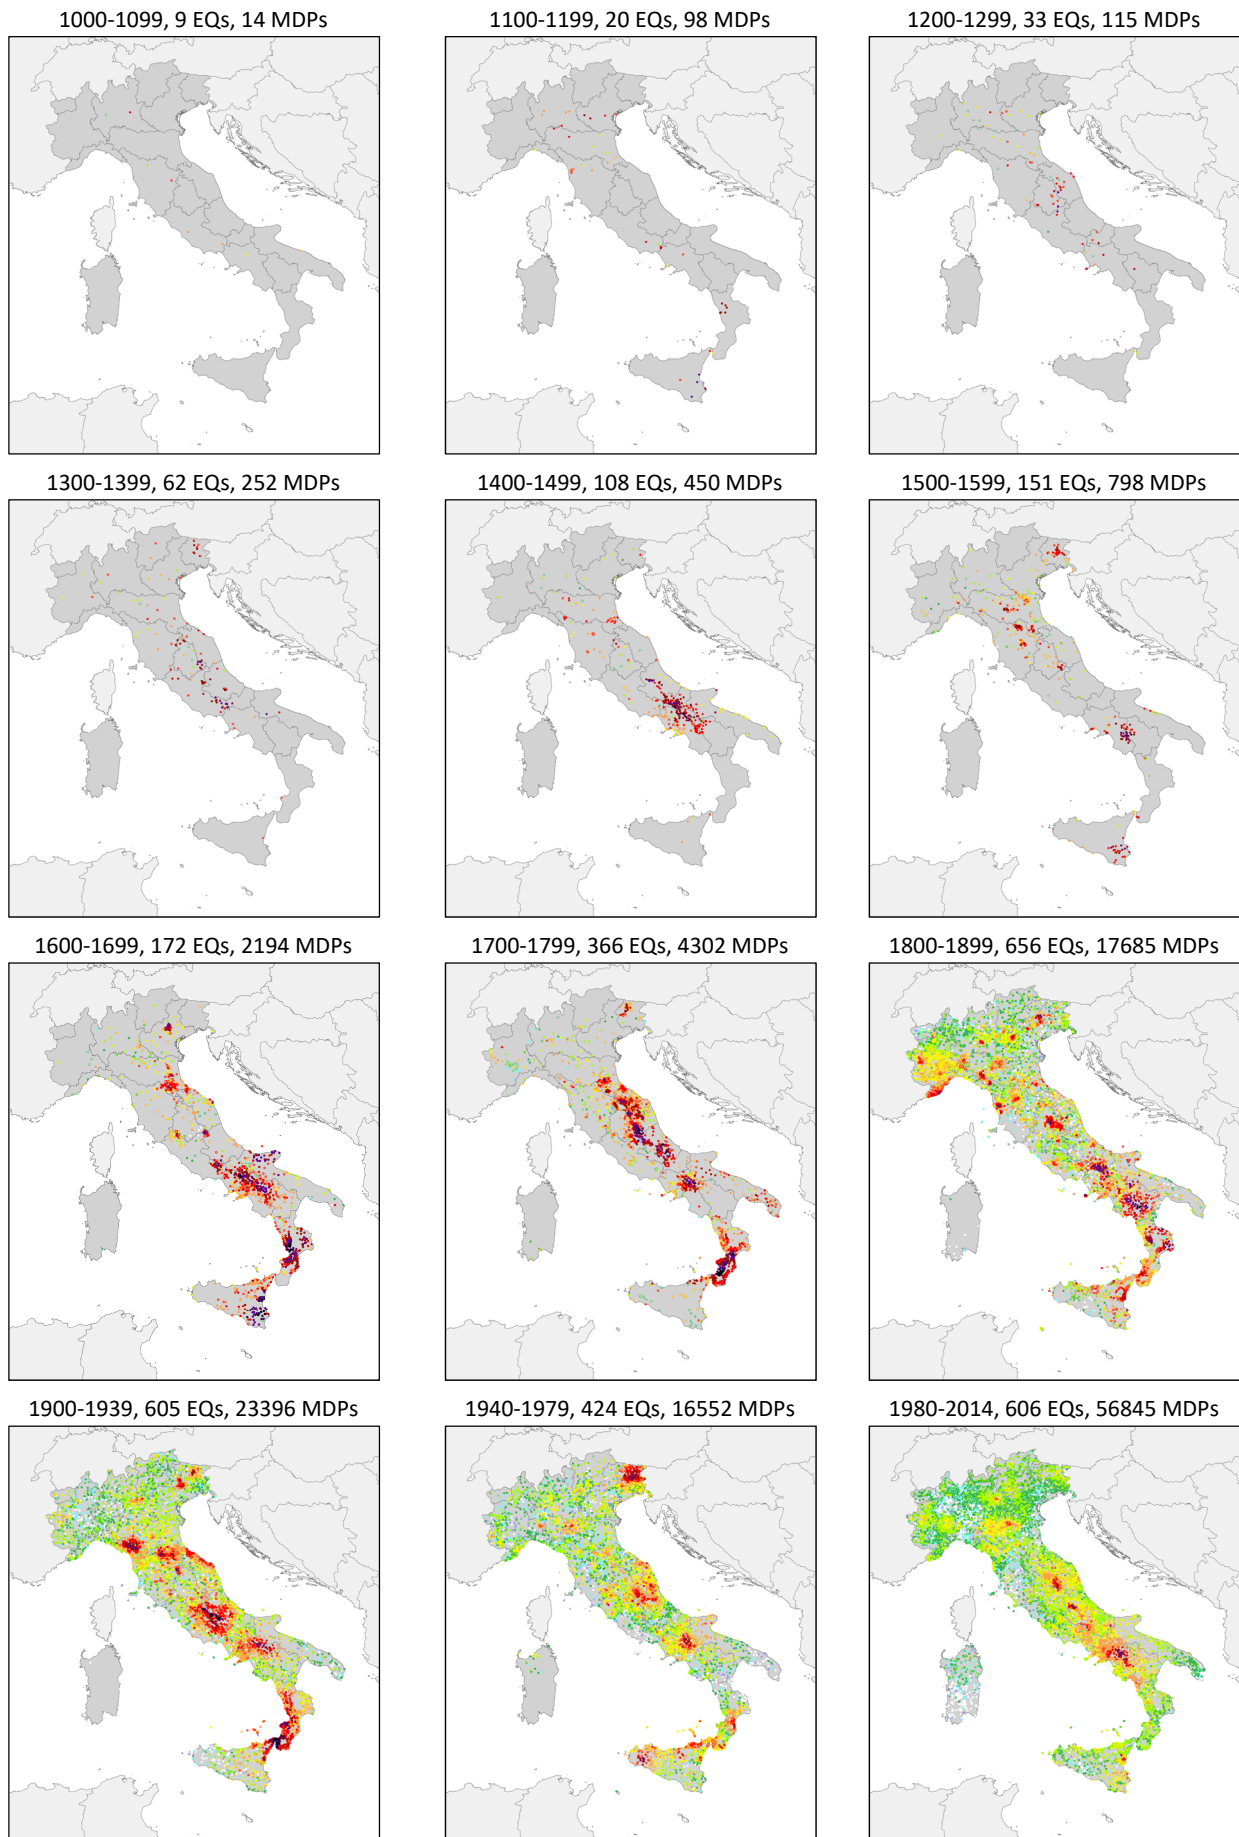 1000-1099, 9 EQs, 14 MDPs
1100-1199, 20 EQs, 98 MDPs
1200-1299, 33 EQs, 115 MDPs
1300-1399, 62 EQs, 252 MDPs
1400-1499, 108 EQs, 450 MDPs
1500-1599, 151 EQs, 798 MDPs
1600-1699, 172 EQs, 2194 MDPs
1700-1799, 366 EQs, 4302 MDPs
1800-1899, 656 EQs, 17685 MDPs
1900-1939, 605 EQs, 23396 MDPs
1940-1979, 424 EQs, 16552 MDPs
1980-2014, 606 EQs, 56845 MDPs